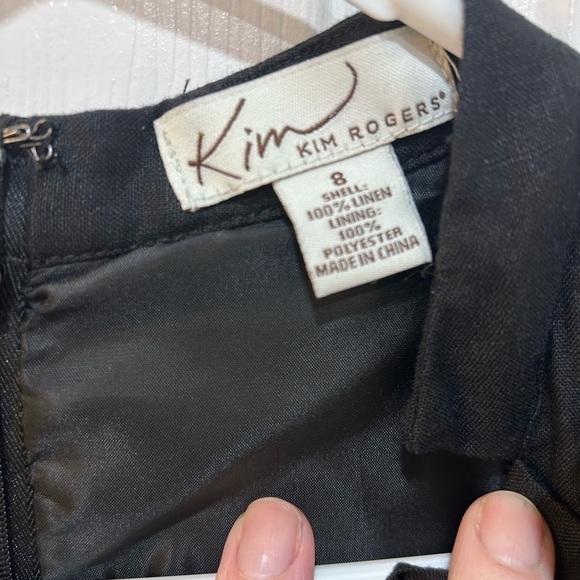 Kim
KIM ROGERS®
8
SHELL:
100% LINEN
LINING:
100%
POLYESTER
MADE IN CHINA